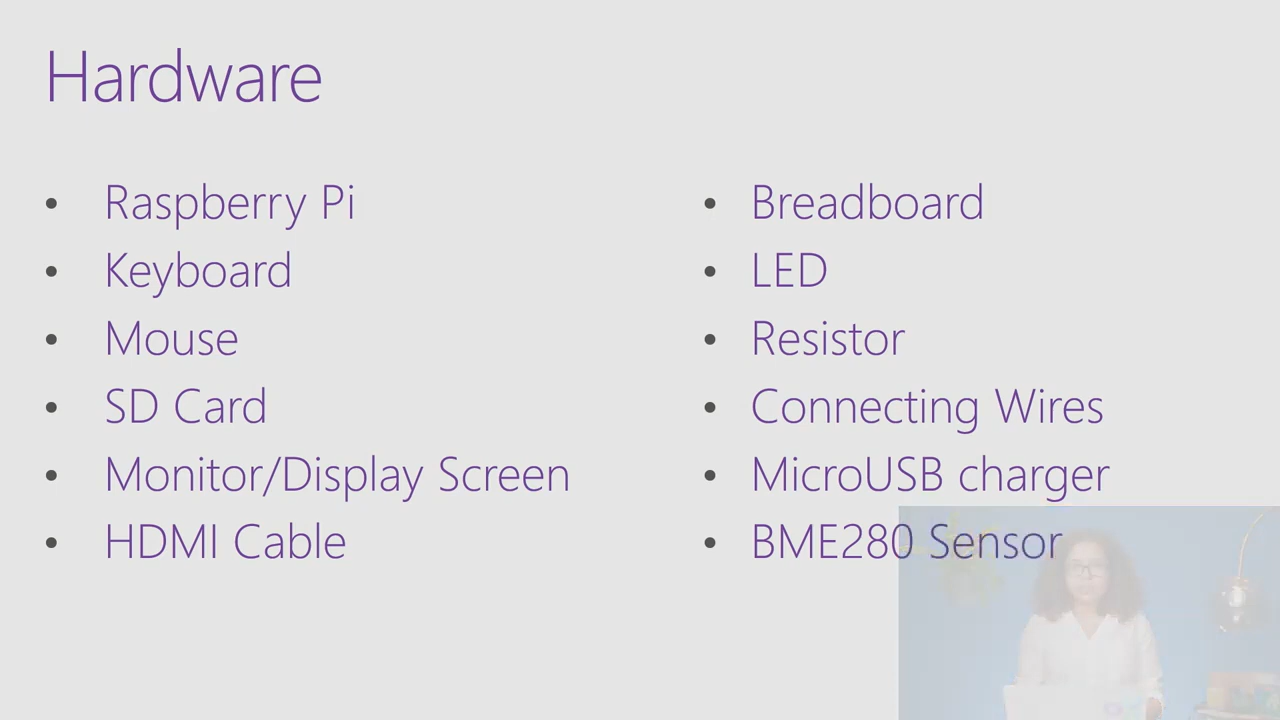 Hardware
• Raspberry Pi
• Keyboard
• Mouse
• SD Card
• Monitor/Display Screen
• HDMI Cable
• Breadboard
• LED
• Resistor
• Connecting Wires
• MicroUSB charger
• BME280 Sensor